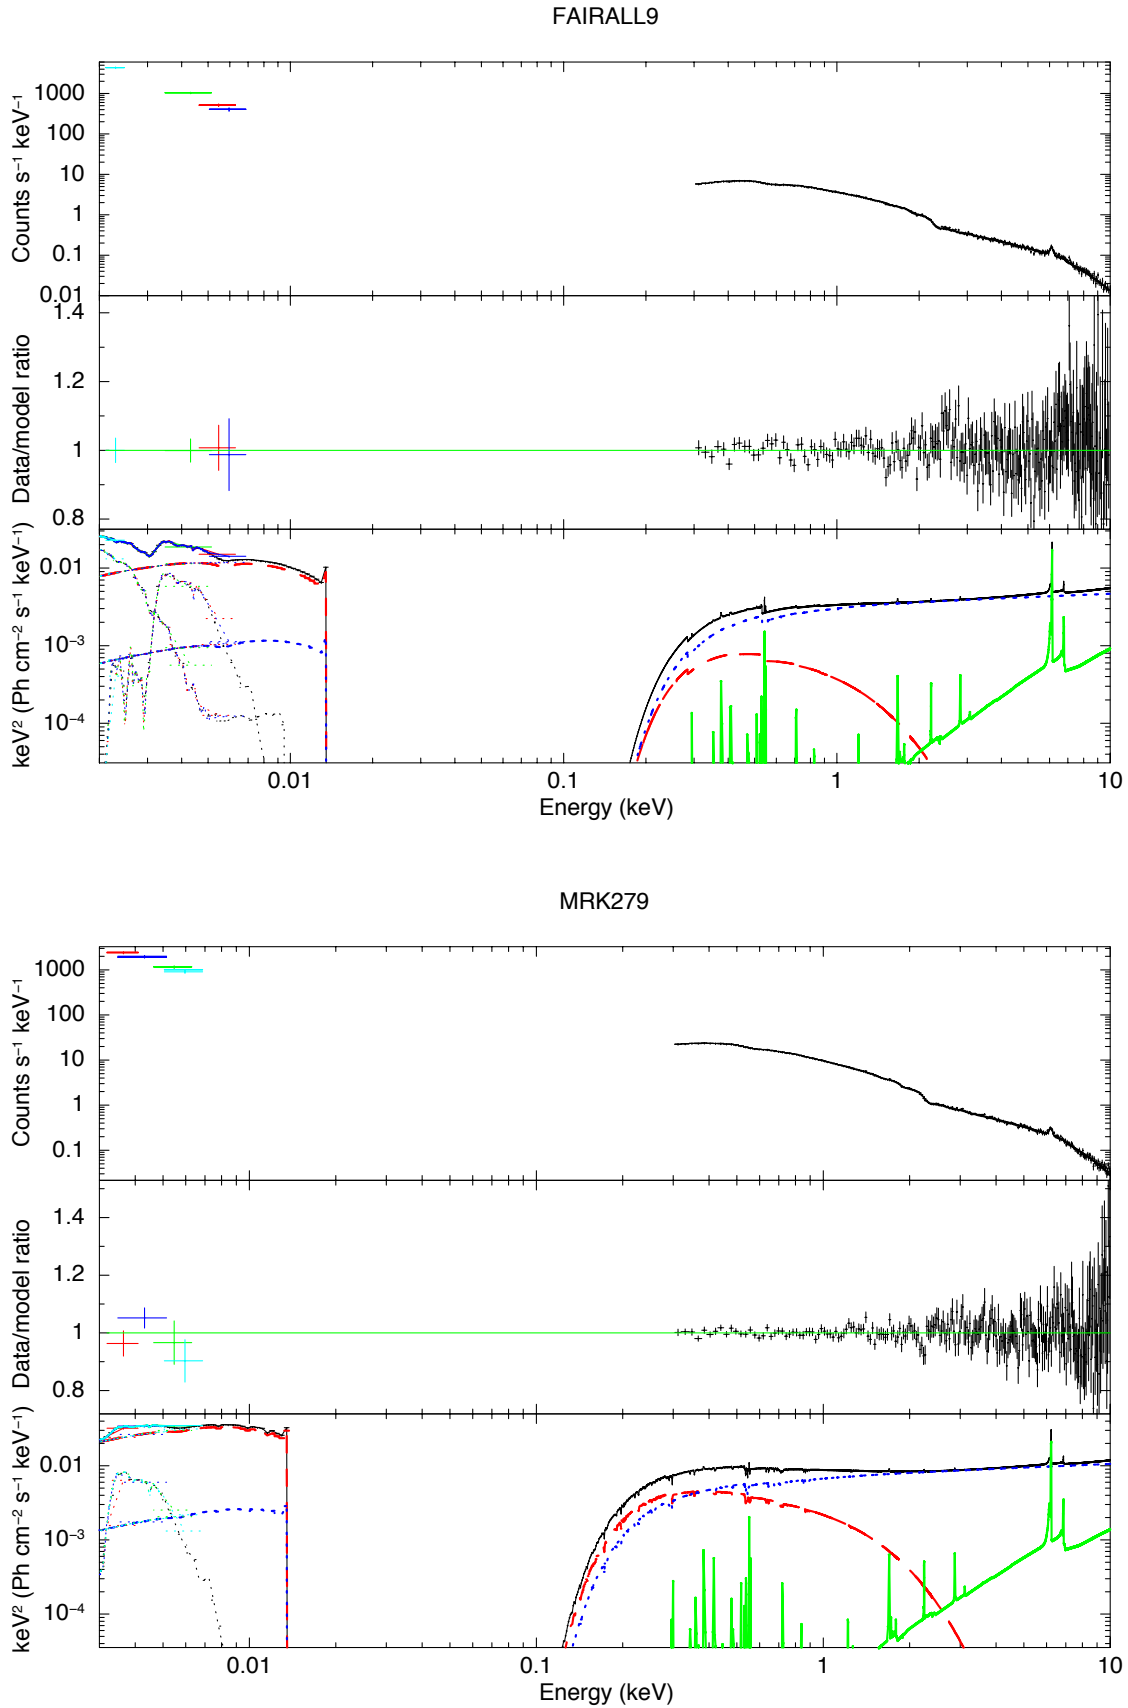 FAIRALL9
Counts s⁻¹ keV⁻¹
1000
100
10
1
0.1
0.01
Data/model ratio
1.4
1.2
1
0.8
keV² (Ph cm⁻² s⁻¹ keV⁻¹)
0.01
10⁻³
10⁻⁴
0.01 0.1 1 10
Energy (keV)
MRK279
Counts s⁻¹ keV⁻¹
1000
100
10
1
0.1
Data/model ratio
1.4
1.2
1
0.8
keV² (Ph cm⁻² s⁻¹ keV⁻¹)
0.01
10⁻³
10⁻⁴
0.01 0.1 1 10
Energy (keV)